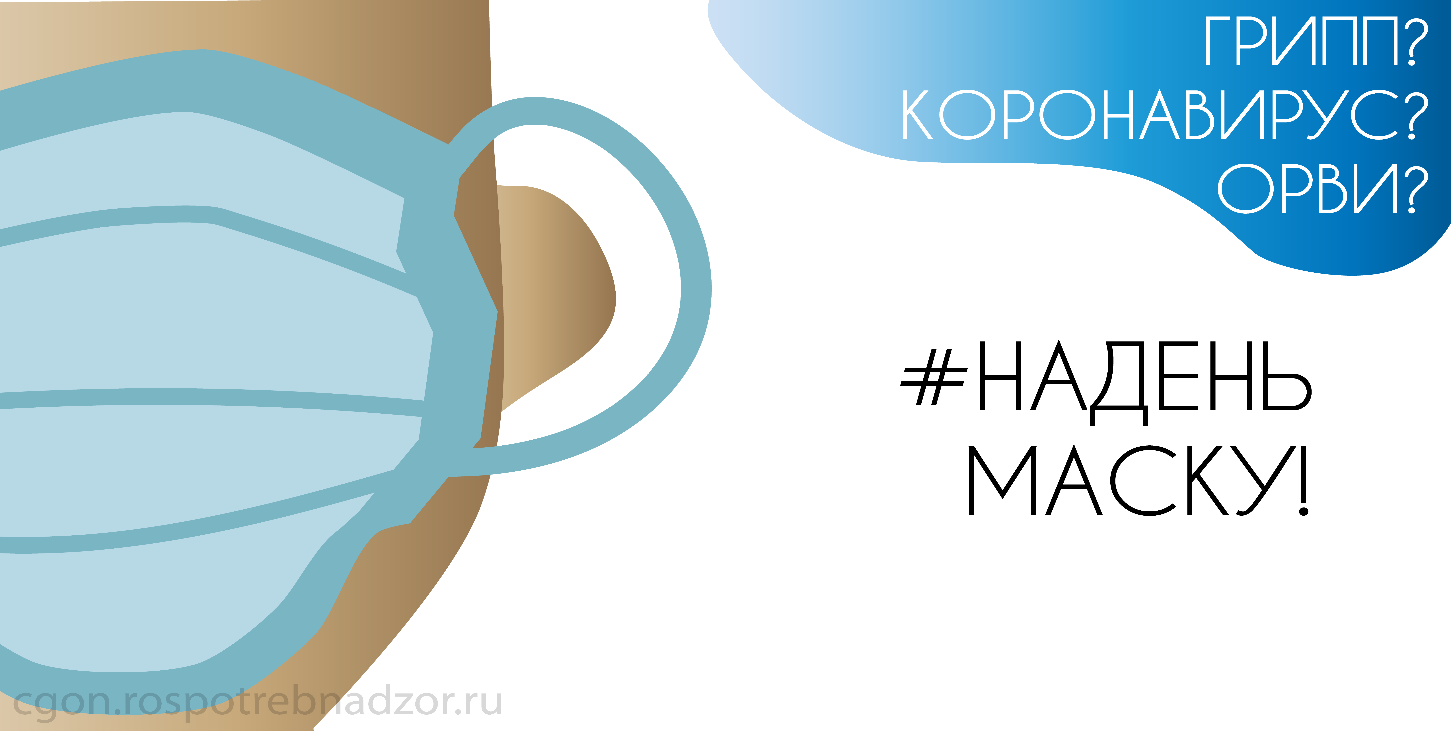 ГРИПП?
КОРОНАВИРУС?
ОРВИ?
#НАДЕНЬ
МАСКУ!
cgon.rospotrebnadzor.ru